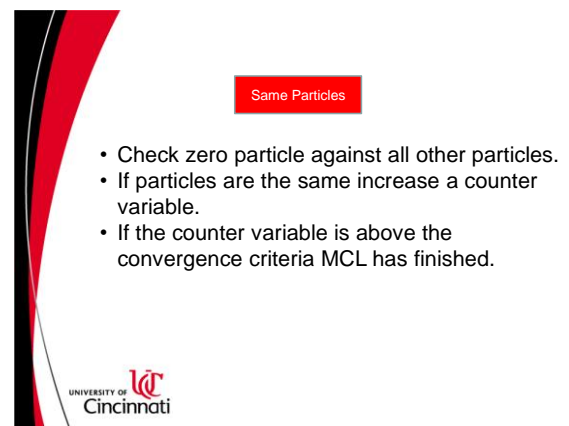 Same Particles
• Check zero particle against all other particles.
• If particles are the same increase a counter
variable.
• If the counter variable is above the
convergence criteria MCL has finished.
UNIVERSITY OF UC
Cincinnati